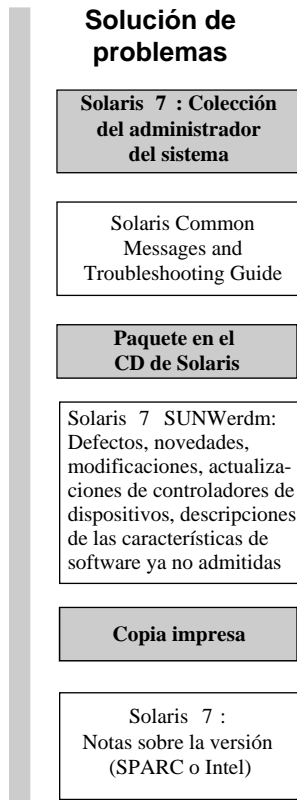 Solución de
problemas
Solaris 7 : Colección
del administrador
del sistema
Solaris Common
Messages and
Troubleshooting Guide
Paquete en el
CD de Solaris
Solaris 7 SUNWerdm:
Defectos, novedades,
modificaciones, actualiza-
ciones de controladores de
dispositivos, descripciones
de las características de
software ya no admitidas
Copia impresa
Solaris 7 :
Notas sobre la versión
(SPARC o Intel)